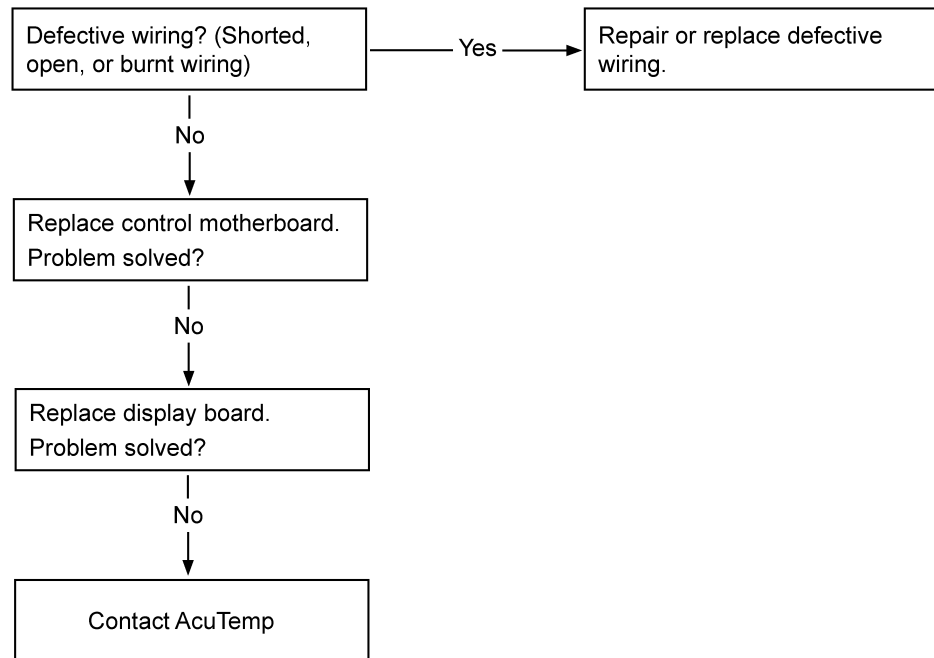 Defective wiring? (Shorted,
open, or burnt wiring)
Yes
Repair or replace defective
wiring.
No
Replace control motherboard.
Problem solved?
No
Replace display board.
Problem solved?
No
Contact AcuTemp